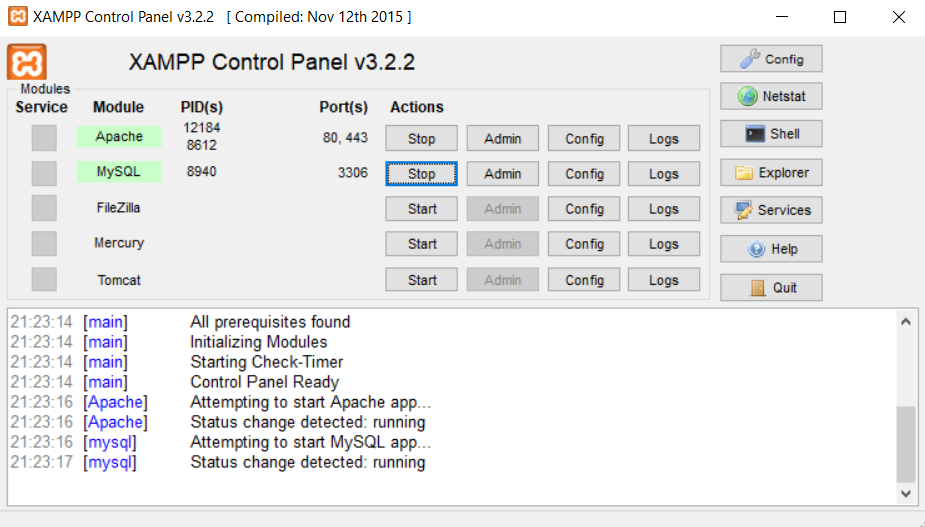 XAMPP Control Panel v3.2.2 [ Compiled: Nov 12th 2015 ]
XAMPP Control Panel v3.2.2
Config
Modules
Service Module PID(s) Port(s) Actions
Netstat
Apache 12184 8612 80, 443 Stop Admin Config Logs
Shell
MySQL 8940 3306 Stop Admin Config Logs
Explorer
FileZilla Start Admin Config Logs
Services
Mercury Start Admin Config Logs
Help
Tomcat Start Admin Config Logs
Quit
21:23:14 [main] All prerequisites found
21:23:14 [main] Initializing Modules
21:23:14 [main] Starting Check-Timer
21:23:14 [main] Control Panel Ready
21:23:16 [Apache] Attempting to start Apache app...
21:23:16 [Apache] Status change detected: running
21:23:16 [mysql] Attempting to start MySQL app...
21:23:17 [mysql] Status change detected: running